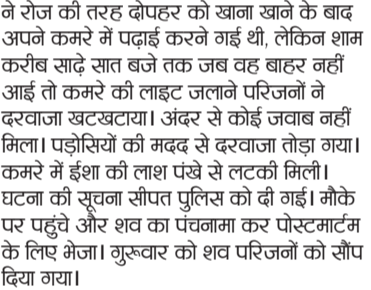 ने रोज की तरह दोपहर को खाना खाने के बाद
अपने कमरे में पढ़ाई करने गई थी, लेकिन शाम
करीब साढ़े सात बजे तक जब वह बाहर नहीं
आई तो कमरे की लाइट जलाने परिजनों ने
दरवाजा खटखटाया। अंदर से कोई जवाब नहीं
मिला। पड़ोसियों की मदद से दरवाजा तोड़ा गया।
कमरे में ईशा की लाश पंखे से लटकी मिली।
घटना की सूचना सीपत पुलिस को दी गई। मौके
पर पहुंचे और शव का पंचनामा कर पोस्टमार्टम
के लिए भेजा। गुरूवार को शव परिजनों को सौंप
दिया गया।